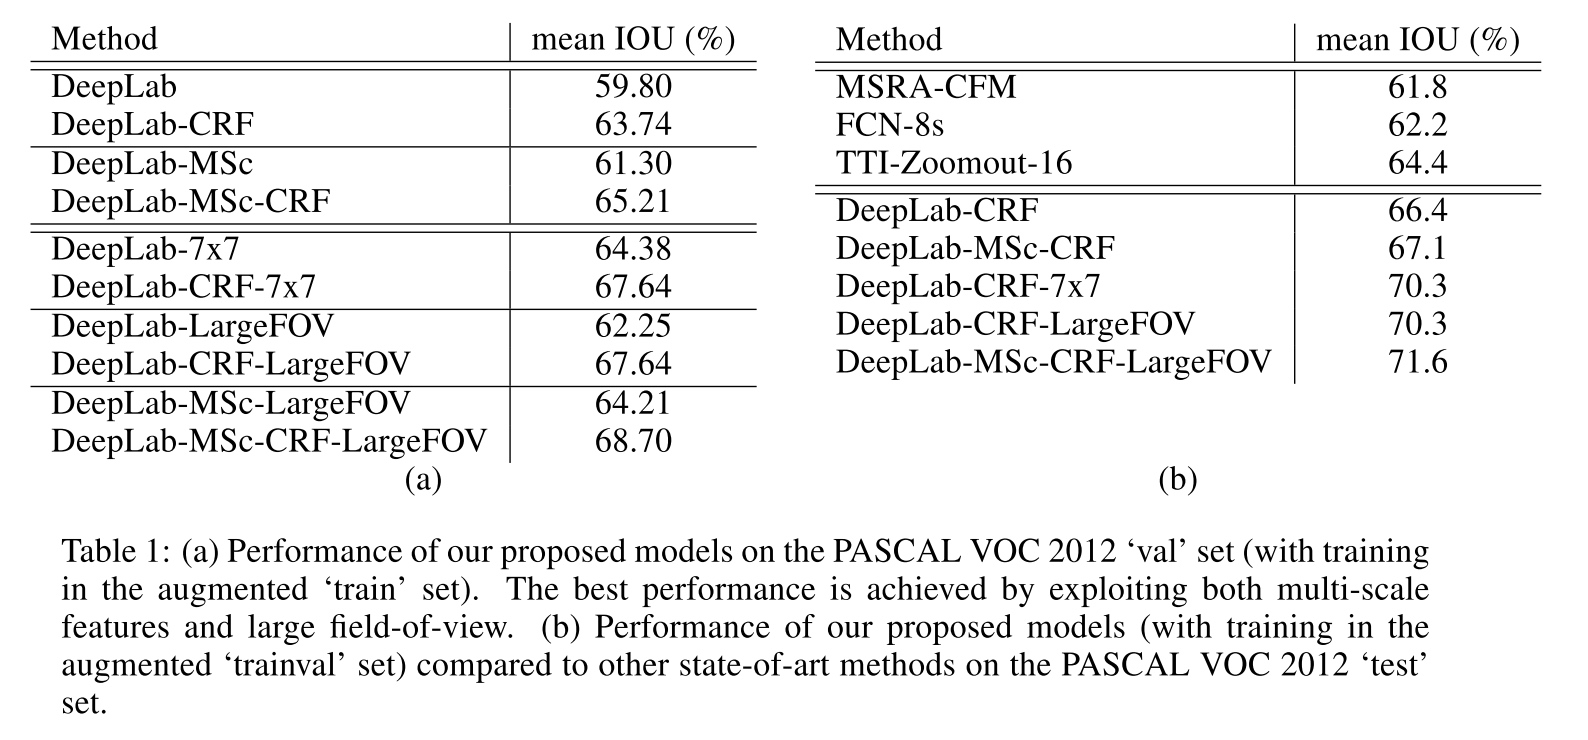 Method mean IOU (%)
DeepLab 59.80
DeepLab-CRF 63.74
DeepLab-MSc 61.30
DeepLab-MSc-CRF 65.21
DeepLab-7x7 64.38
DeepLab-CRF-7x7 67.64
DeepLab-LargeFOV 62.25
DeepLab-CRF-LargeFOV 67.64
DeepLab-MSc-LargeFOV 64.21
DeepLab-MSc-CRF-LargeFOV 68.70
(a)
Method mean IOU (%)
MSRA-CFM 61.8
FCN-8s 62.2
TTI-Zoomout-16 64.4
DeepLab-CRF 66.4
DeepLab-MSc-CRF 67.1
DeepLab-CRF-7x7 70.3
DeepLab-CRF-LargeFOV 70.3
DeepLab-MSc-CRF-LargeFOV 71.6
(b)
Table 1: (a) Performance of our proposed models on the PASCAL VOC 2012 ‘val’ set (with training
in the augmented ‘train’ set). The best performance is achieved by exploiting both multi-scale
features and large field-of-view. (b) Performance of our proposed models (with training in the
augmented ‘trainval’ set) compared to other state-of-art methods on the PASCAL VOC 2012 ‘test’
set.